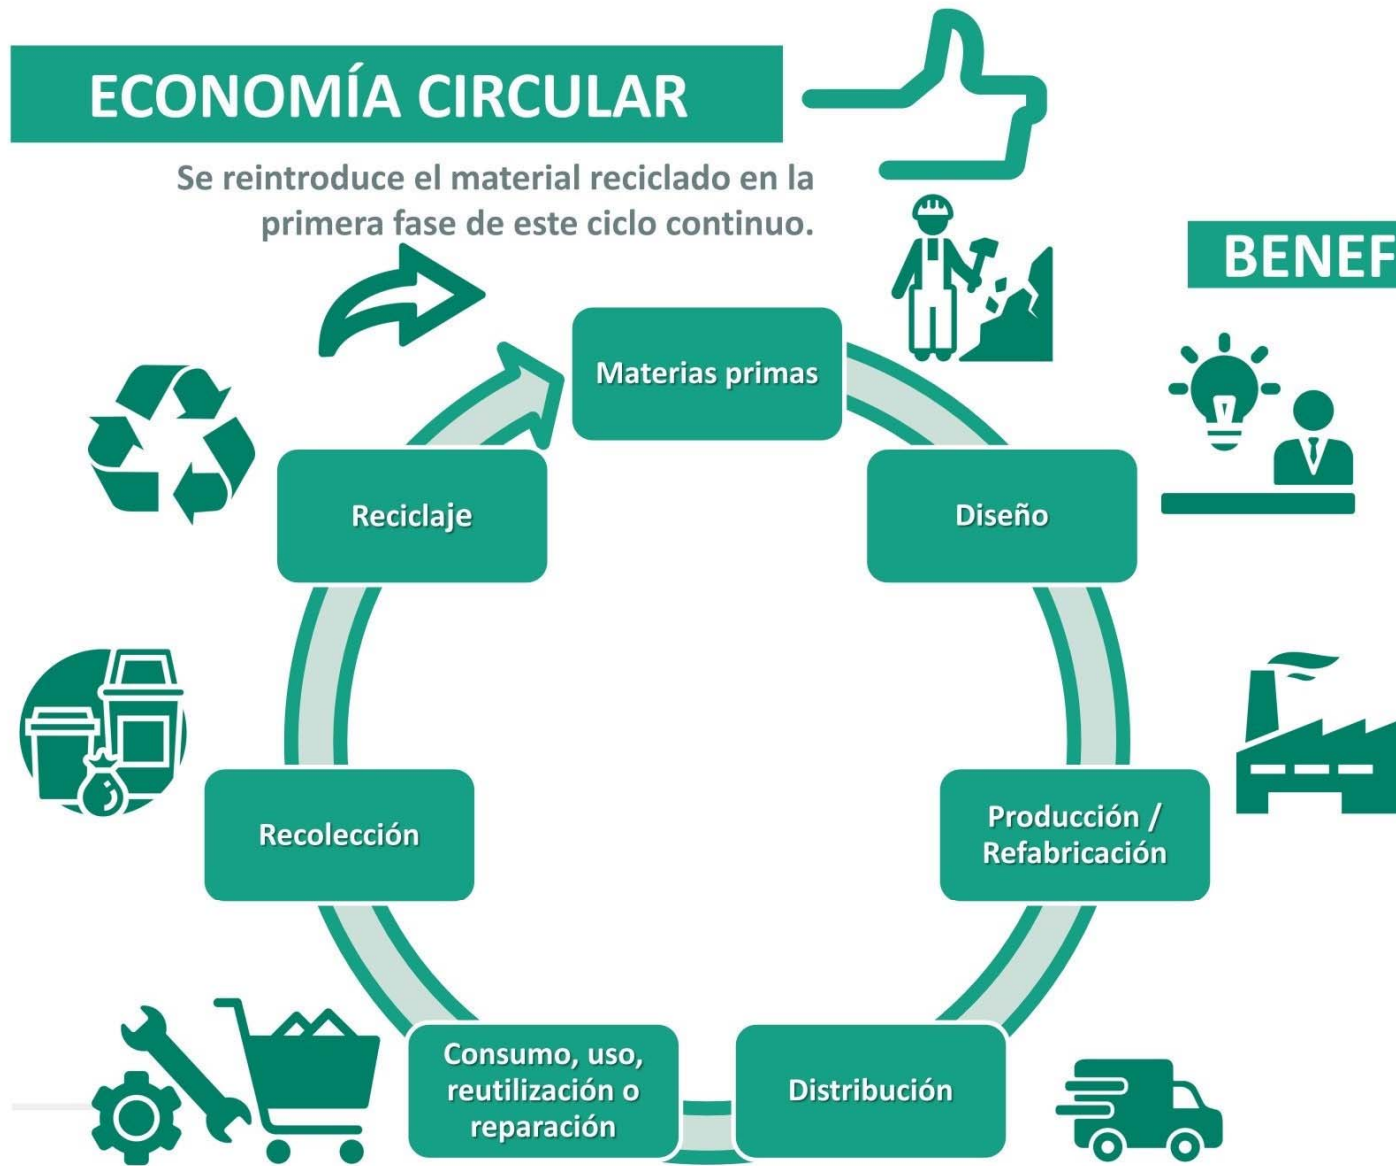 ECONOMÍA CIRCULAR
Se reintroduce el material reciclado en la
primera fase de este ciclo continuo.
BENEF
Materias primas
Reciclaje
Diseño
Recolección
Producción /
Refabricación
Consumo, uso,
reutilización o
reparación
Distribución